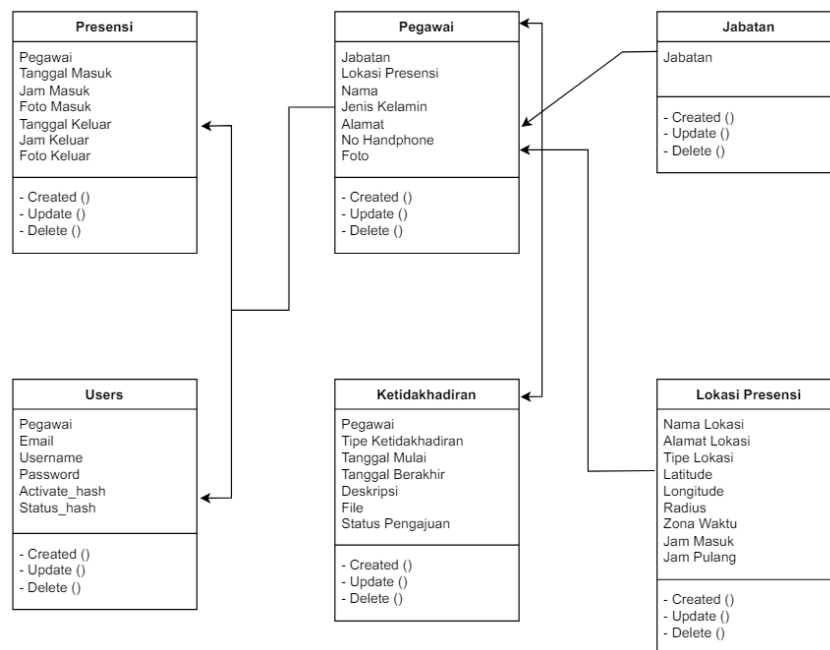 Presensi
Pegawai
Tanggal Masuk
Jam Masuk
Foto Masuk
Tanggal Keluar
Jam Keluar
Foto Keluar
- Created ()
- Update ()
- Delete ()
Pegawai
Jabatan
Lokasi Presensi
Nama
Jenis Kelamin
Alamat
No Handphone
Foto
- Created ()
- Update ()
- Delete ()
Jabatan
Jabatan
- Created ()
- Update ()
- Delete ()
Users
Pegawai
Email
Username
Password
Activate_hash
Status_hash
- Created ()
- Update ()
- Delete ()
Ketidakhadiran
Pegawai
Tipe Ketidakhadiran
Tanggal Mulai
Tanggal Berakhir
Deskripsi
File
Status Pengajuan
- Created ()
- Update ()
- Delete ()
Lokasi Presensi
Nama Lokasi
Alamat Lokasi
Tipe Lokasi
Latitude
Longitude
Radius
Zona Waktu
Jam Masuk
Jam Pulang
- Created ()
- Update ()
- Delete ()